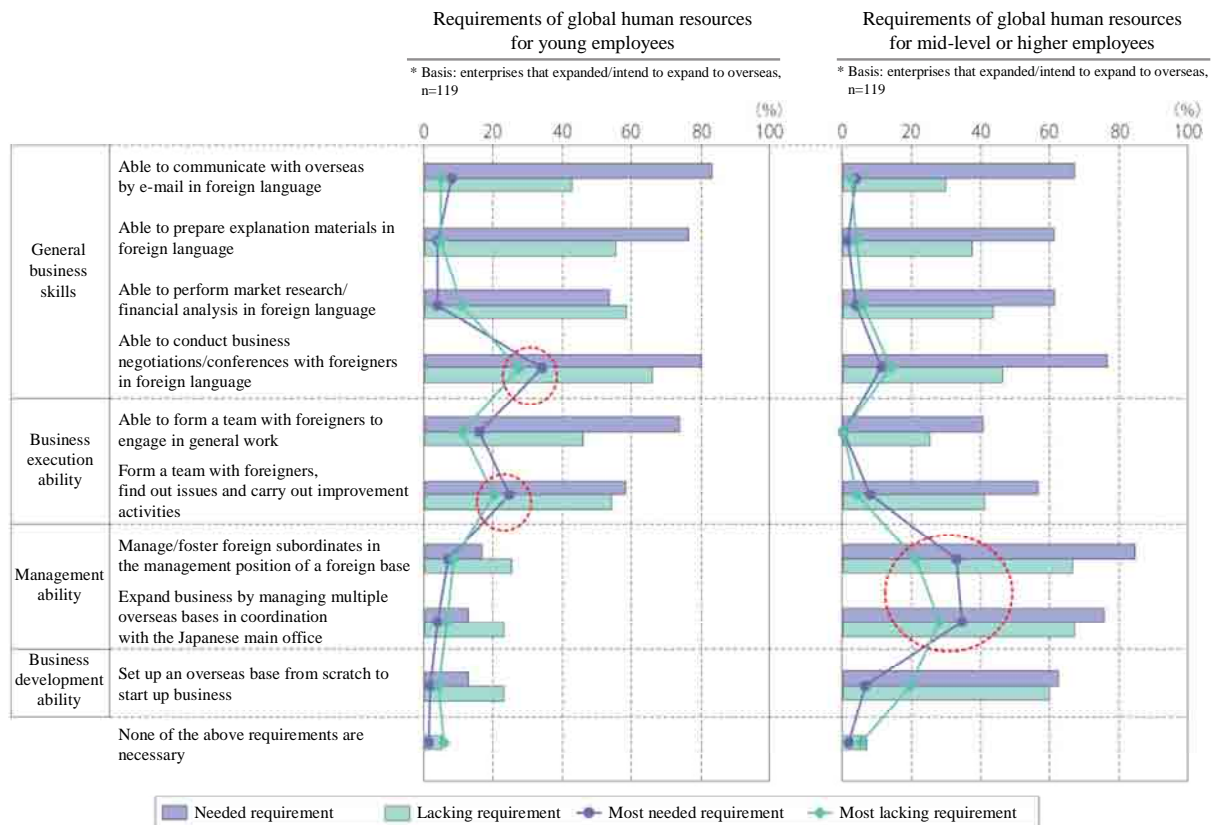 Requirements of global human resources
for young employees
* Basis: enterprises that expanded/intend to expand to overseas,
n=119
(%)
0 20 40 60 80 100
Requirements of global human resources
for mid-level or higher employees
* Basis: enterprises that expanded/intend to expand to overseas,
n=119
(%)
0 20 40 60 80 100
General
business
skills
Able to communicate with overseas
by e-mail in foreign language
Able to prepare explanation materials in
foreign language
Able to perform market research/
financial analysis in foreign language
Able to conduct business
negotiations/conferences with foreigners
in foreign language
Business
execution
ability
Able to form a team with foreigners to
engage in general work
Form a team with foreigners,
find out issues and carry out improvement
activities
Management
ability
Manage/foster foreign subordinates in
the management position of a foreign base
Expand business by managing multiple
overseas bases in coordination
with the Japanese main office
Business
development
ability
Set up an overseas base from scratch to
start up business
None of the above requirements are
necessary
Needed requirement
Lacking requirement
Most needed requirement
Most lacking requirement